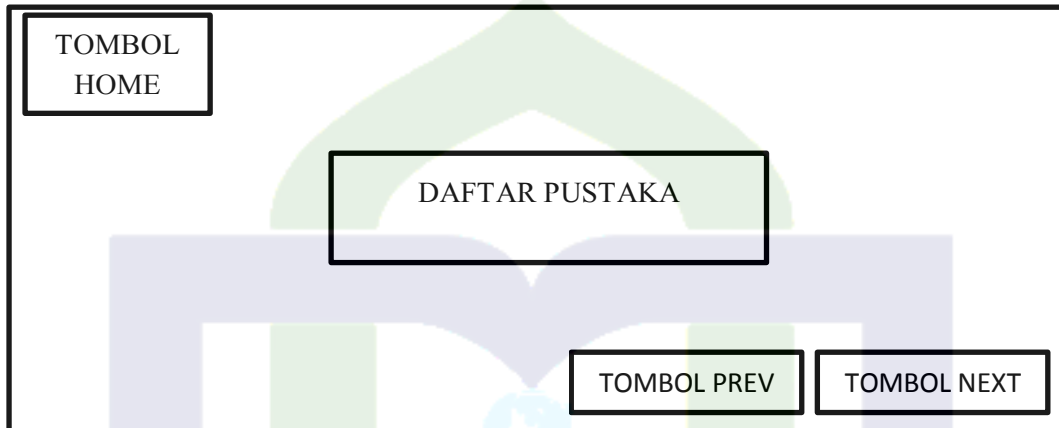 TOMBOL
HOME
DAFTAR PUSTAKA
TOMBOL PREV
TOMBOL NEXT